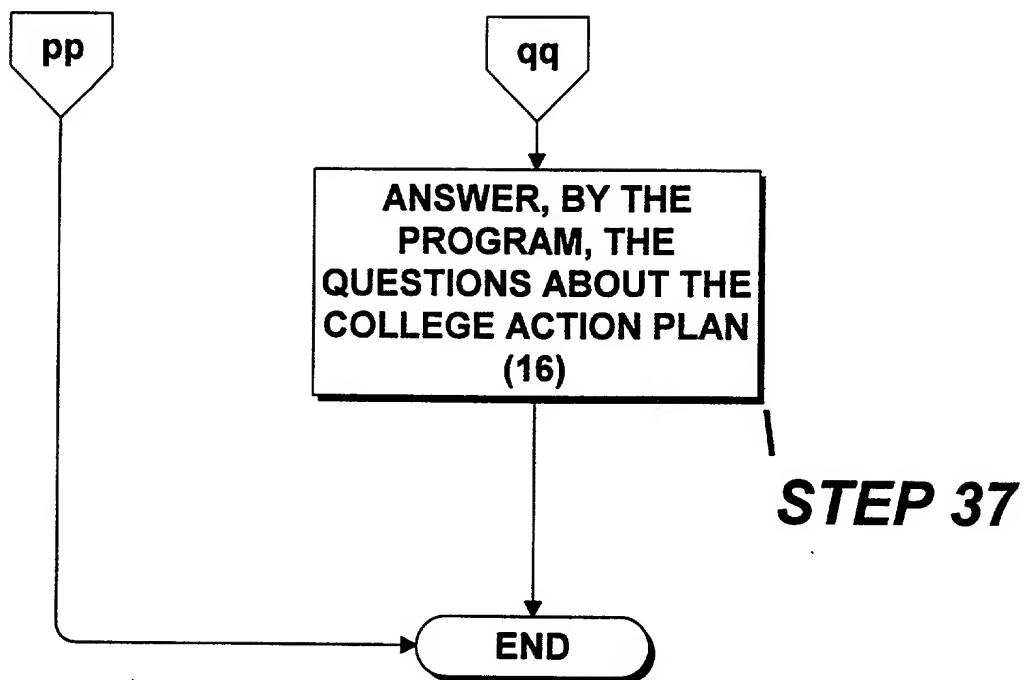 pp
qq
ANSWER, BY THE
PROGRAM, THE
QUESTIONS ABOUT THE
COLLEGE ACTION PLAN
(16)
STEP 37
END